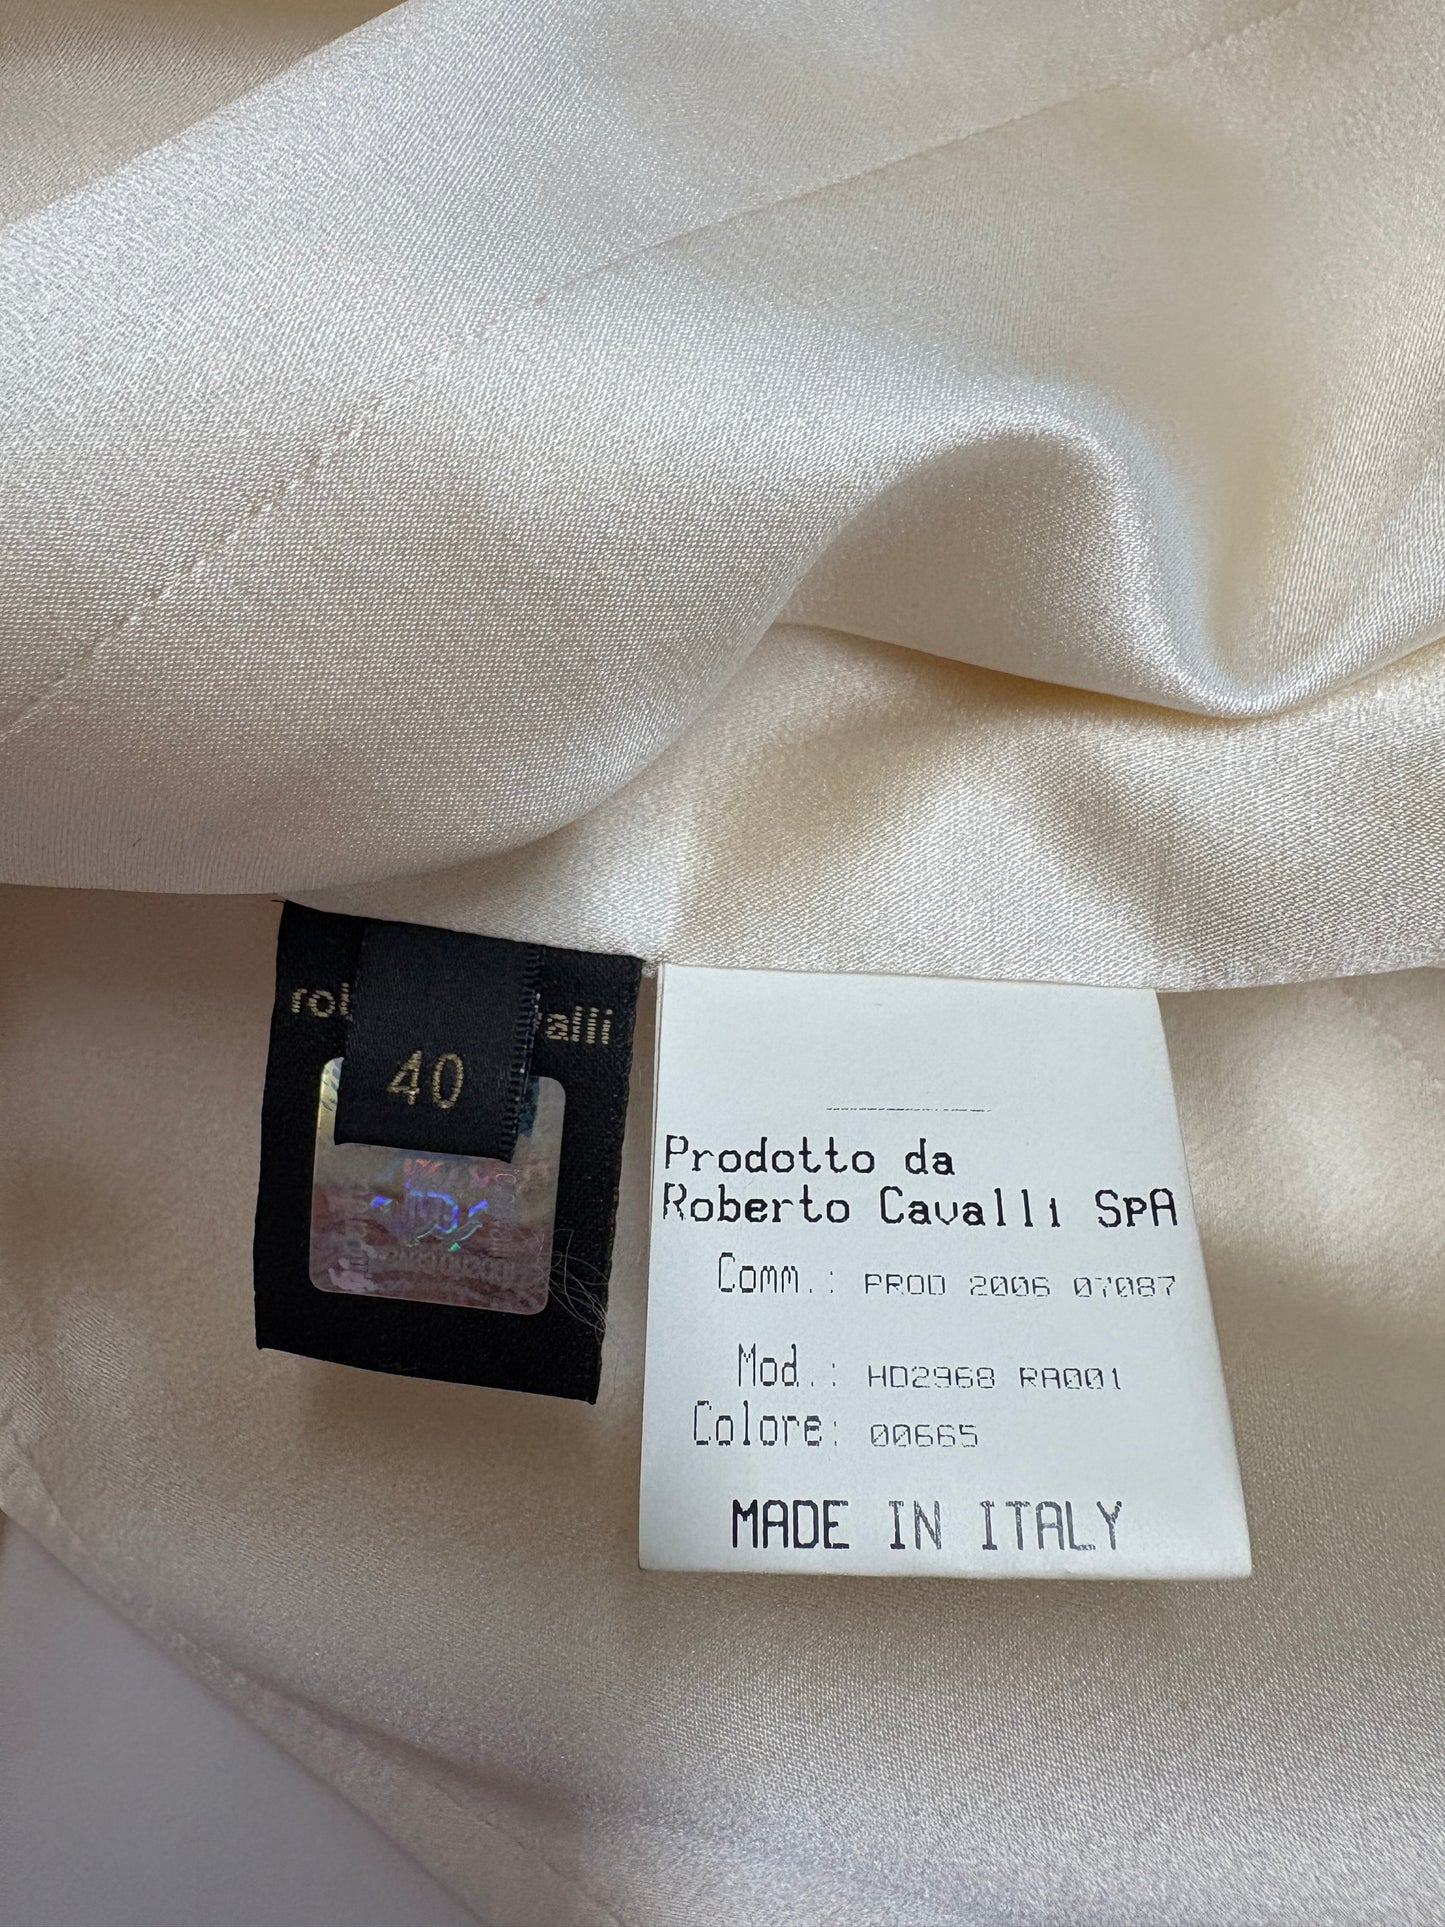 40
Prodotto da
Roberto Cavalli SpA
Comm.: PROD 2006 07087
Mod.: HD2968 RA001
Colore: 00665
MADE IN ITALY